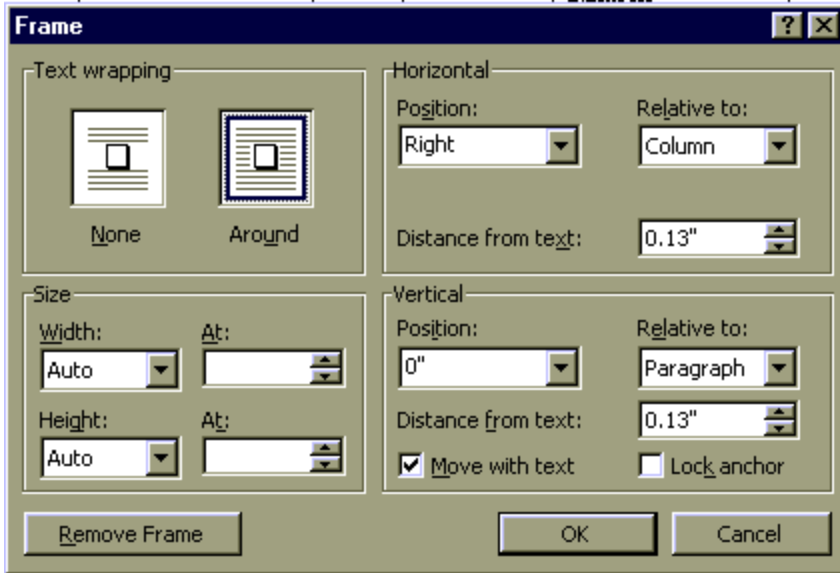 Frame
Text wrapping
None
Around
Horizontal
Position:
Relative to:
Right
Column
Distance from text:
0.13"
Size
Width:
At:
Auto
Height:
At:
Auto
Vertical
Position:
Relative to:
0"
Paragraph
Distance from text:
0.13"
Move with text
Lock anchor
Remove Frame
OK
Cancel